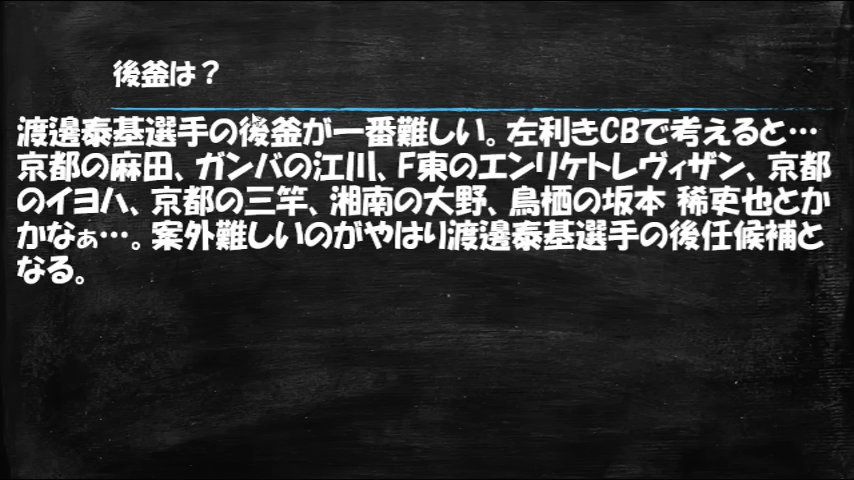 後釜は？
渡邊泰基選手の後釜が一番難しい。左利きCBで考えると…
京都の麻田、ガンバの江川、F東のエンリケトレヴィザン、京都
のイヨハ、京都の三竿、湘南の大野、鳥栖の坂本 稀吏也とか
かなぁ…。案外難しいのがやはり渡邊泰基選手の後任候補と
なる。